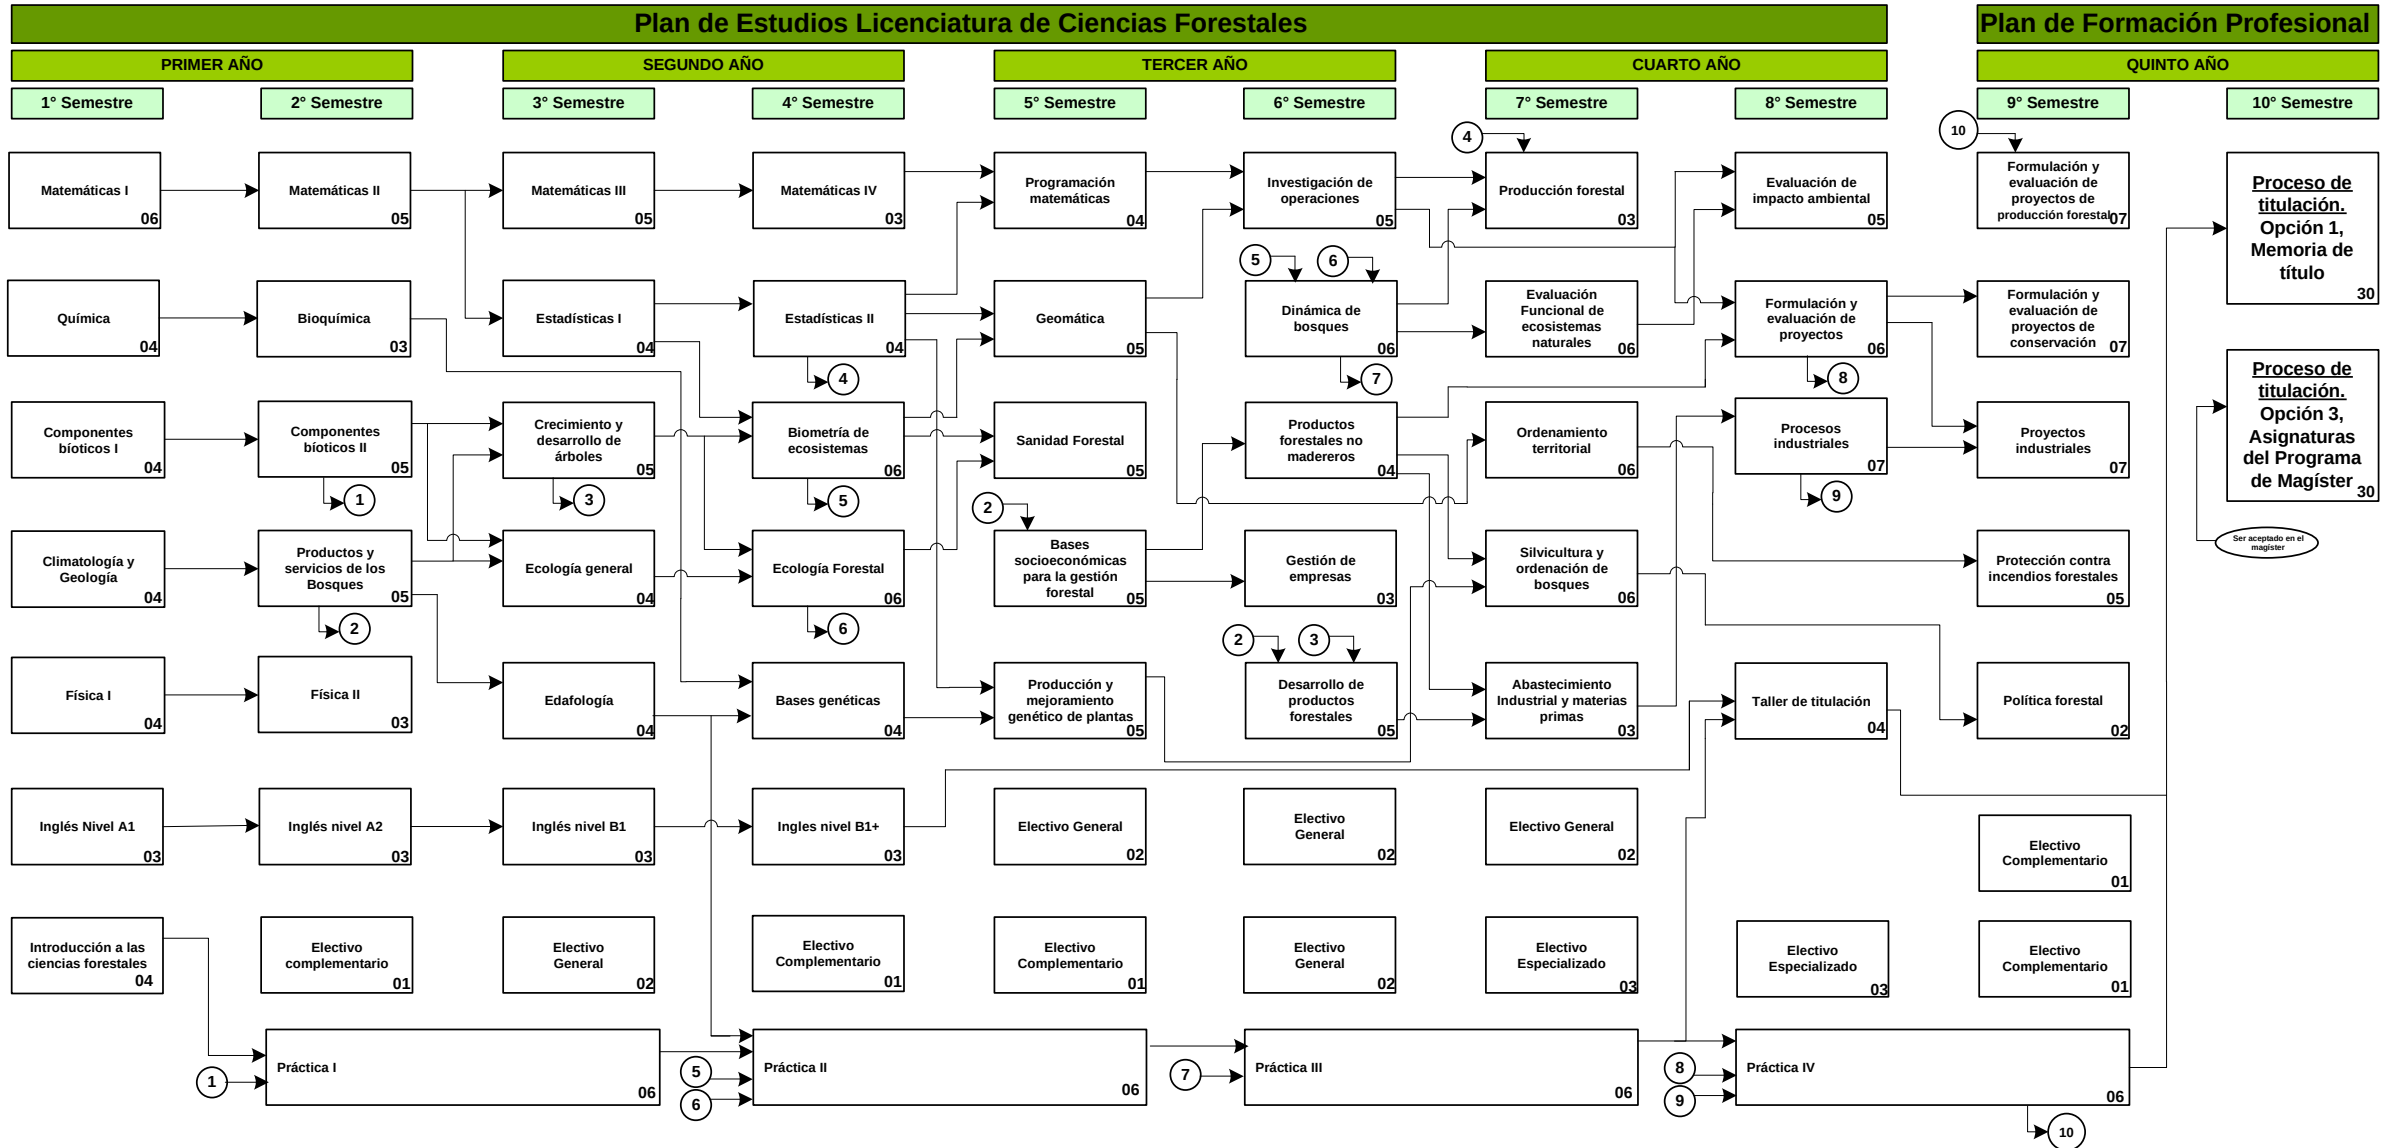 Plan de Estudios Licenciatura de Ciencias Forestales
Plan de Formación Profesional
PRIMER AÑO
SEGUNDO AÑO
TERCER AÑO
CUARTO AÑO
QUINTO AÑO
1° Semestre
2° Semestre
3° Semestre
4° Semestre
5° Semestre
6° Semestre
7° Semestre
8° Semestre
9° Semestre
10° Semestre
4
10
Matemáticas I
06
Matemáticas II
05
Matemáticas III
05
Matemáticas IV
03
Programación
matemáticas
04
Investigación de
operaciones
05
Producción forestal
03
Evaluación de
impacto ambiental
05
Formulación y
evaluación de
proyectos de
producción forestal
07
Proceso de
titulación.
Opción 1,
Memoria de
título
30
5
6
Química
04
Bioquímica
03
Estadísticas I
04
Estadísticas II
04
4
Geomática
05
Dinámica de
bosques
06
7
Evaluación
Funcional de
ecosistemas
naturales
06
Formulación y
evaluación de
proyectos
06
8
Formulación y
evaluación de
proyectos de
conservación
07
Componentes
bíoticos I
04
Componentes
bíoticos II
05
1
Crecimiento y
desarrollo de
árboles
05
3
Biometría de
ecosistemas
06
5
Sanidad Forestal
05
Productos
forestales no
madereros
04
Ordenamiento
territorial
06
Procesos
industriales
07
9
Proyectos
industriales
07
Proceso de
titulación.
Opción 3,
Asignaturas
del Programa
de Magíster
30
2
Climatología y
Geología
04
Productos y
servicios de los
Bosques
05
2
Ecología general
04
Ecología Forestal
06
6
Bases
socioeconómicas
para la gestión
forestal
05
Gestión de
empresas
03
Silvicultura y
ordenación de
bosques
06
Protección contra
incendios forestales
05
Ser aceptado en el
magíster
2
3
Física I
04
Física II
03
Edafología
04
Bases genéticas
04
Producción y
mejoramiento
genético de plantas
05
Desarrollo de
productos
forestales
05
Abastecimiento
Industrial y materias
primas
03
Taller de titulación
04
Política forestal
02
Inglés Nivel A1
03
Inglés nivel A2
03
Inglés nivel B1
03
Ingles nivel B1+
03
Electivo General
02
Electivo
General
02
Electivo General
02
Electivo
Complementario
01
Introducción a las
ciencias forestales
04
Electivo
complementario
01
Electivo
General
02
Electivo
Complementario
01
Electivo
Complementario
01
Electivo
General
02
Electivo
Especializado
03
Electivo
Especializado
03
Electivo
Complementario
01
1
Práctica I
06
5
6
Práctica II
06
7
Práctica III
06
8
9
Práctica IV
06
10